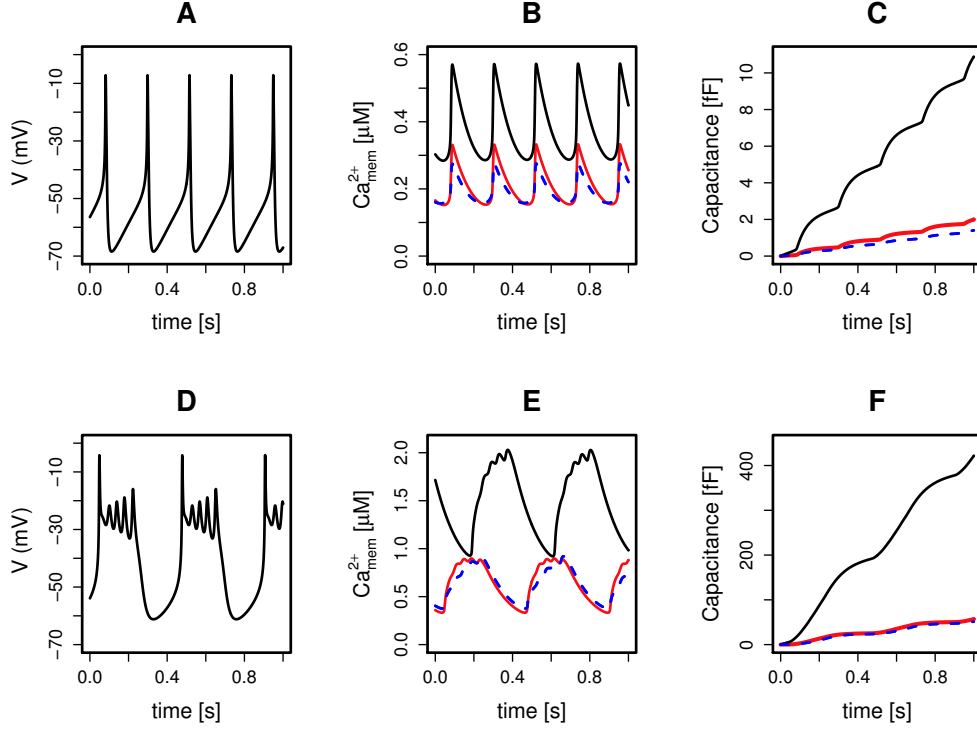 A
B
C
V (mV)
−10
−30
−50
−70
0.0 0.4 0.8
time [s]
Ca²⁺mem [μM]
0.6
0.4
0.2
0.0
0.0 0.4 0.8
time [s]
Capacitance [fF]
10
8
6
4
2
0
0.0 0.4 0.8
time [s]
D
E
F
V (mV)
−10
−30
−50
−70
0.0 0.4 0.8
time [s]
Ca²⁺mem [μM]
2.0
1.5
1.0
0.5
0.0
0.0 0.4 0.8
time [s]
Capacitance [fF]
400
200
0
0.0 0.4 0.8
time [s]